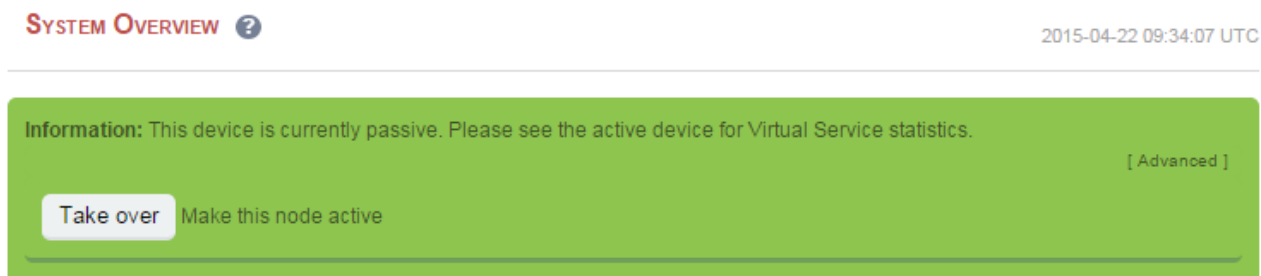 SYSTEM OVERVIEW ?
2015-04-22 09:34:07 UTC
Information: This device is currently passive. Please see the active device for Virtual Service statistics.
[ Advanced ]
Take over Make this node active